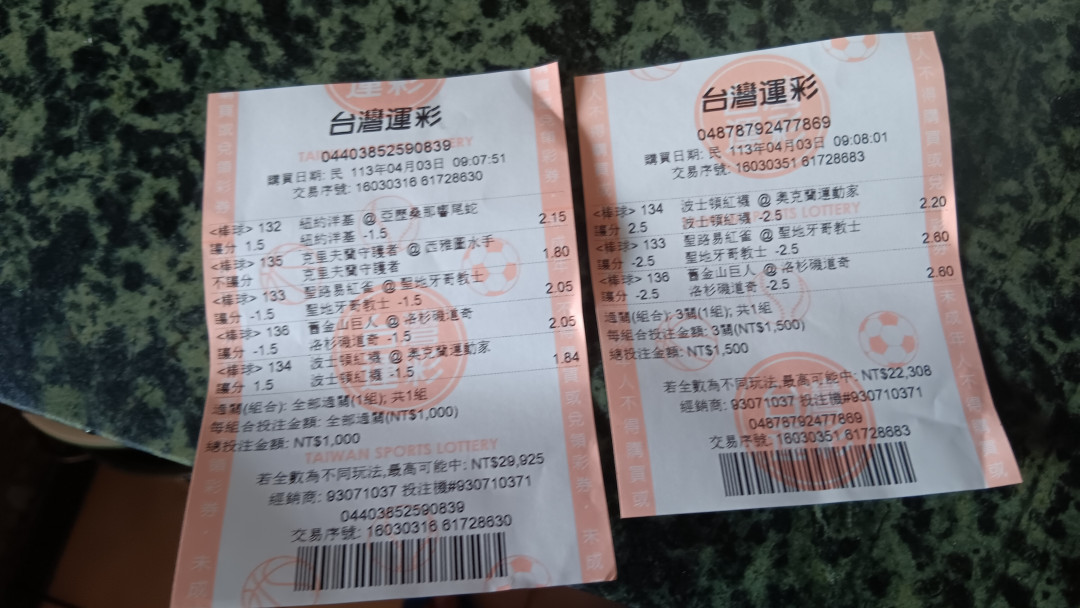 台灣運彩
04403852590839
購買日期: 民 113年04月03日 09:07:51
交易序號: 16030316 61728630
<棒球> 132 紐約洋基 @ 亞歷桑那響尾蛇
讓分 1.5 紐約洋基 -1.5 2.15
<棒球> 135 克里夫蘭守護者 @ 西雅圖水手
不讓分 克里夫蘭守護者 1.80
<棒球> 133 聖路易紅雀 @ 聖地牙哥教士
讓分 -1.5 聖地牙哥教士 -1.5 2.05
<棒球> 136 舊金山巨人 @ 洛杉磯道奇
讓分 -1.5 洛杉磯道奇 -1.5 2.05
<棒球> 134 波士頓紅襪 @ 奧克蘭運動家
讓分 1.5 波士頓紅襪 -1.5 1.84
過關(組合): 全部過關(1組); 共1組
每組合投注金額: 全部過關(NT$1,000)
總投注金額: NT$1,000
TAIWAN SPORTS LOTTERY
若全數為不同玩法,最高可能中: NT$29,925
經銷商: 93071037 投注機#930710371
04403852590839
交易序號: 16030316 61728630
台灣運彩
04878792477869
購買日期: 民 113年04月03日 09:08:01
交易序號: 16030351 61728683
<棒球> 134 波士頓紅襪 @ 奧克蘭運動家
讓分 2.5 波士頓紅襪 -2.5 2.20
<棒球> 133 聖路易紅雀 @ 聖地牙哥教士
讓分 -2.5 聖地牙哥教士 -2.5 2.60
<棒球> 136 舊金山巨人 @ 洛杉磯道奇
讓分 -2.5 洛杉磯道奇 -2.5 2.60
過關(組合): 3關(1組); 共1組
每組合投注金額: 3關(NT$1,500)
總投注金額: NT$1,500
若全數為不同玩法,最高可能中: NT$22,308
經銷商: 93071037 投注機#930710371
04878792477869
交易序號: 16030351 61728683